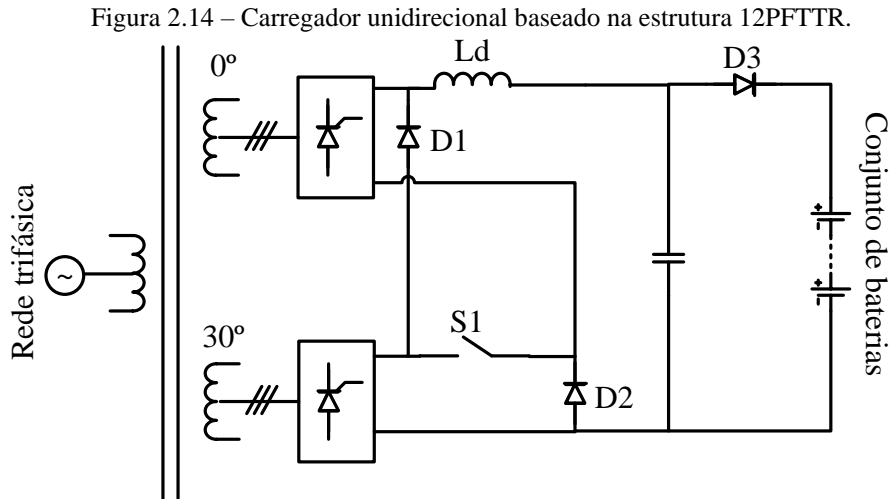 Figura 2.14 – Carregador unidirecional baseado na estrutura 12PFTTR.
0º
Ld
D3
D1
Rede trifásica
~
Conjunto de baterias
+
-
+
-
30º
S1
D2